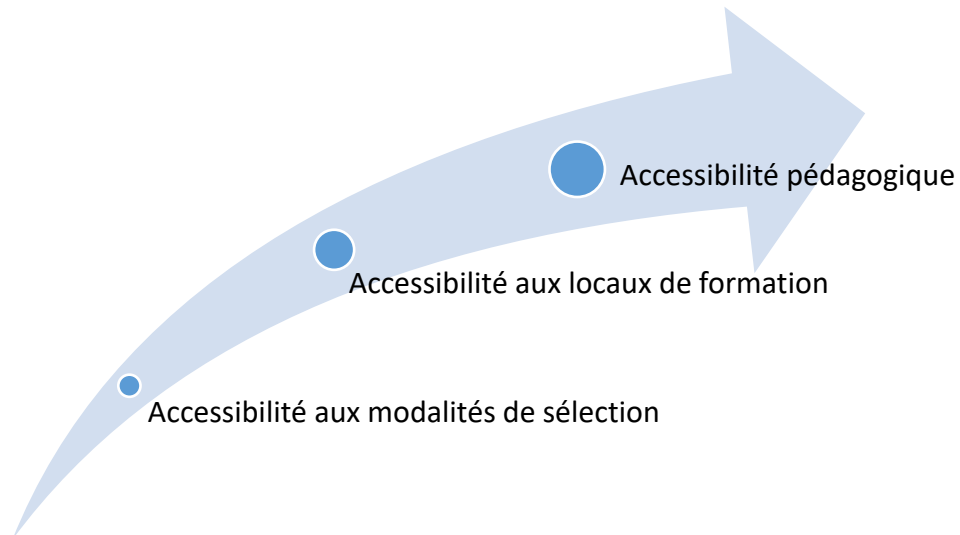 Accessibilité pédagogique
Accessibilité aux locaux de formation
Accessibilité aux modalités de sélection